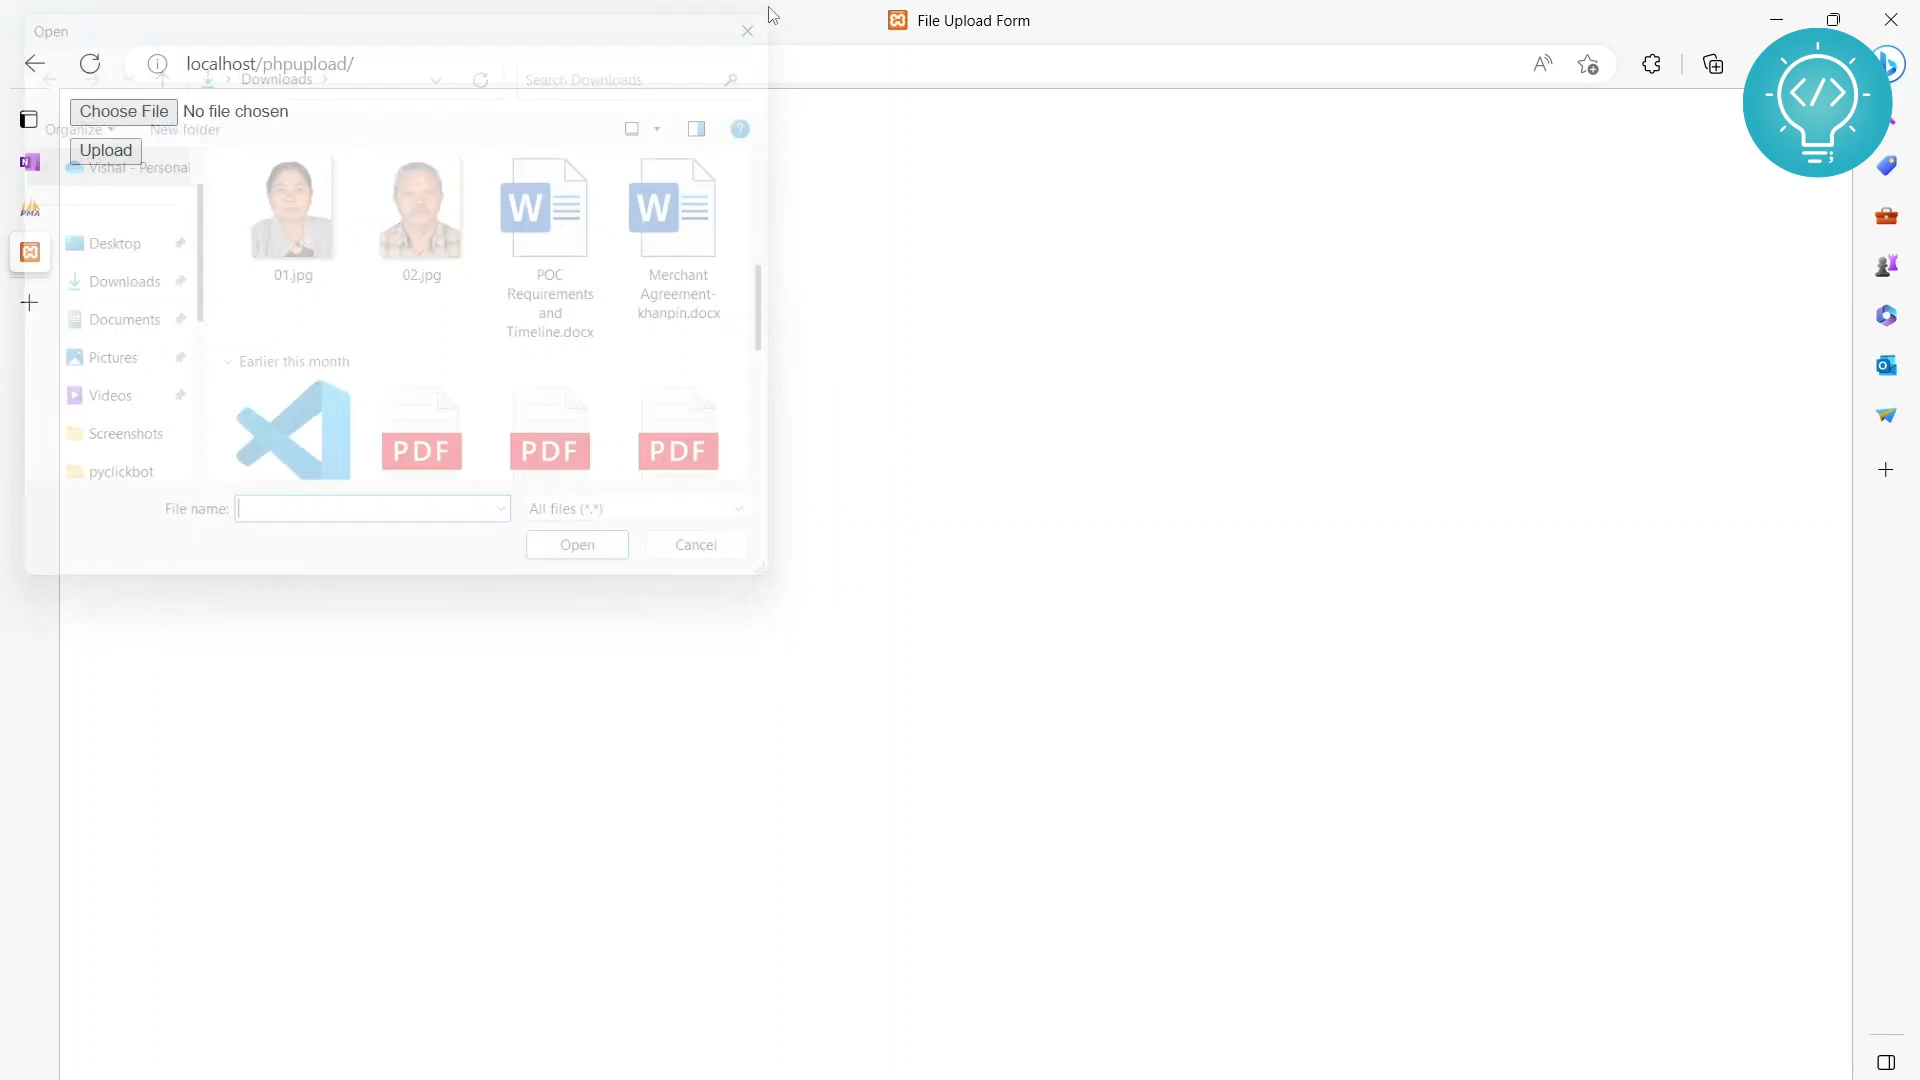 File Upload Form
Open
localhost/phpupload/
Downloads
Search Downloads
Choose File No file chosen
Organize
New folder
Upload
Vishal - Personal
Desktop
Downloads
Documents
Pictures
Videos
Screenshots
pyclickbot
01.jpg
02.jpg
POC
Requirements
and
Timeline.docx
Merchant
Agreement-
khanpin.docx
Earlier this month
PDF
PDF
PDF
W
W
N
PMA
</>
File name:
All files (*.*)
Open
Cancel